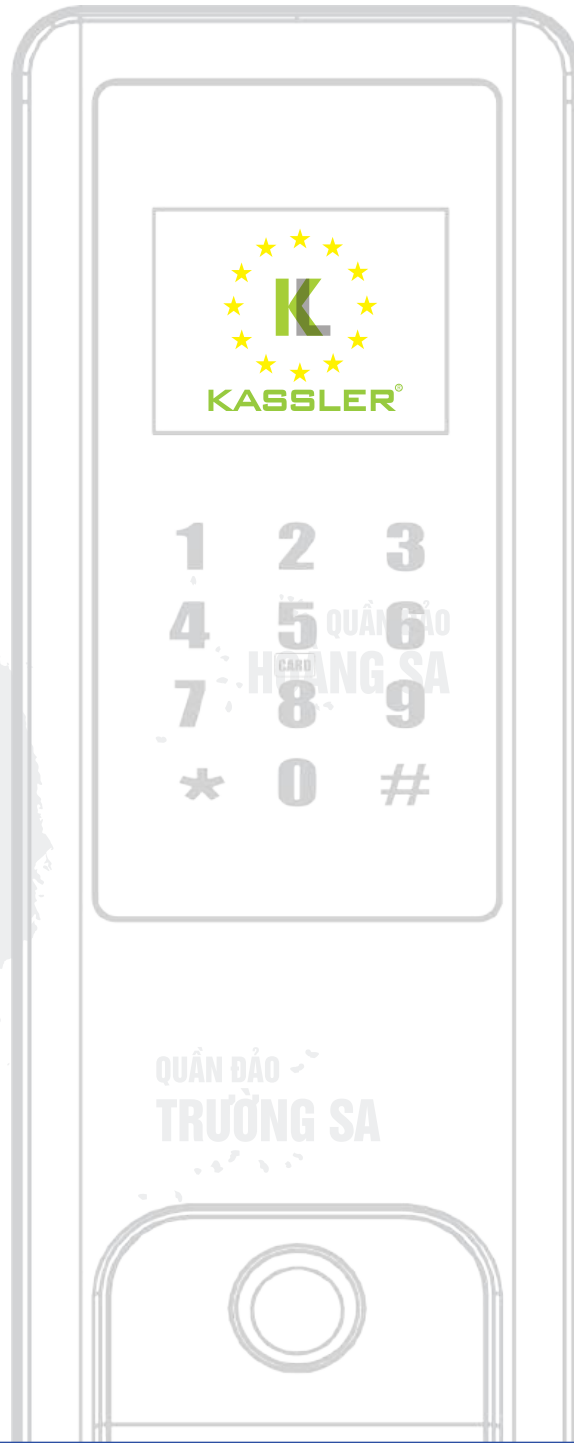 KL
KASSLER®
1 2 3
4 5 6
QUẦN ĐẢO
HOÀNG SA
CARD
7 8 9
* 0 #
QUẦN ĐẢO
TRƯỜNG SA